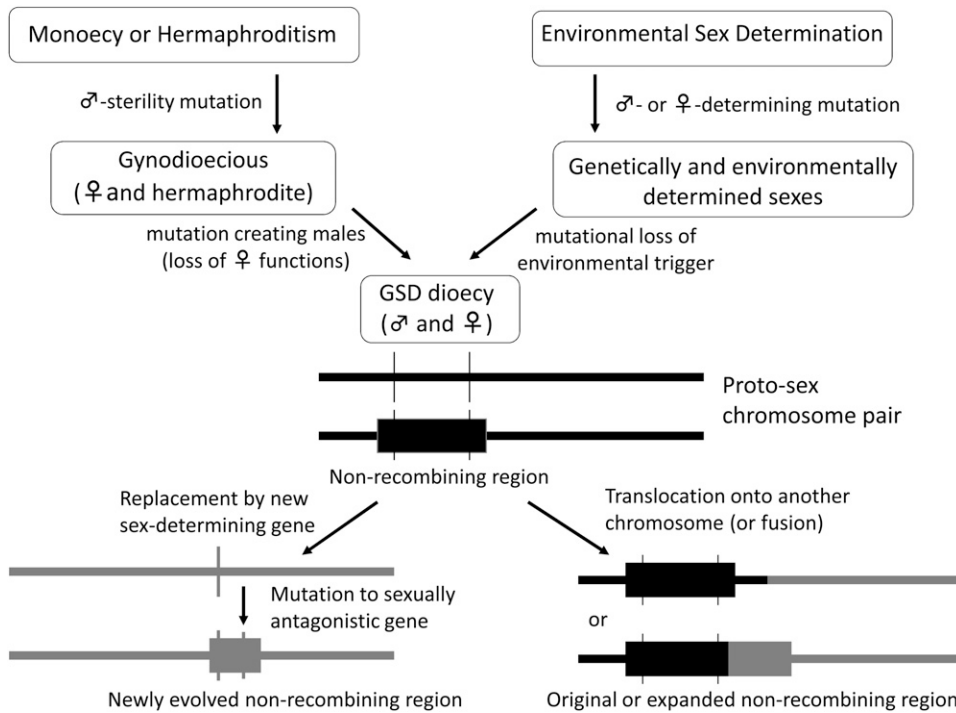 Monoecy or Hermaphroditism
Environmental Sex Determination
♂-sterility mutation
♂- or ♀-determining mutation
Gynodioecious
(♀ and hermaphrodite)
Genetically and environmentally
determined sexes
mutation creating males
(loss of ♀ functions)
mutational loss of
environmental trigger
GSD dioecy
(♂ and ♀)
Proto-sex
chromosome pair
Non-recombining region
Replacement by new
sex-determining gene
Translocation onto another
chromosome (or fusion)
Mutation to sexually
antagonistic gene
or
Newly evolved non-recombining region
Original or expanded non-recombining region